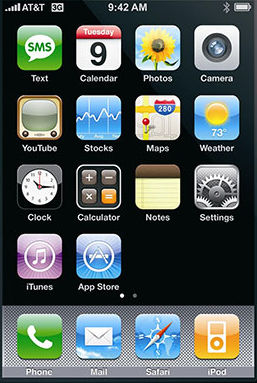 AT&T 3G 9:42 AM
SMS Tuesday 9 280 73°
Text Calendar Photos Camera
YouTube Stocks Maps Weather
Clock Calculator Notes Settings
iTunes App Store
Phone Mail Safari iPod